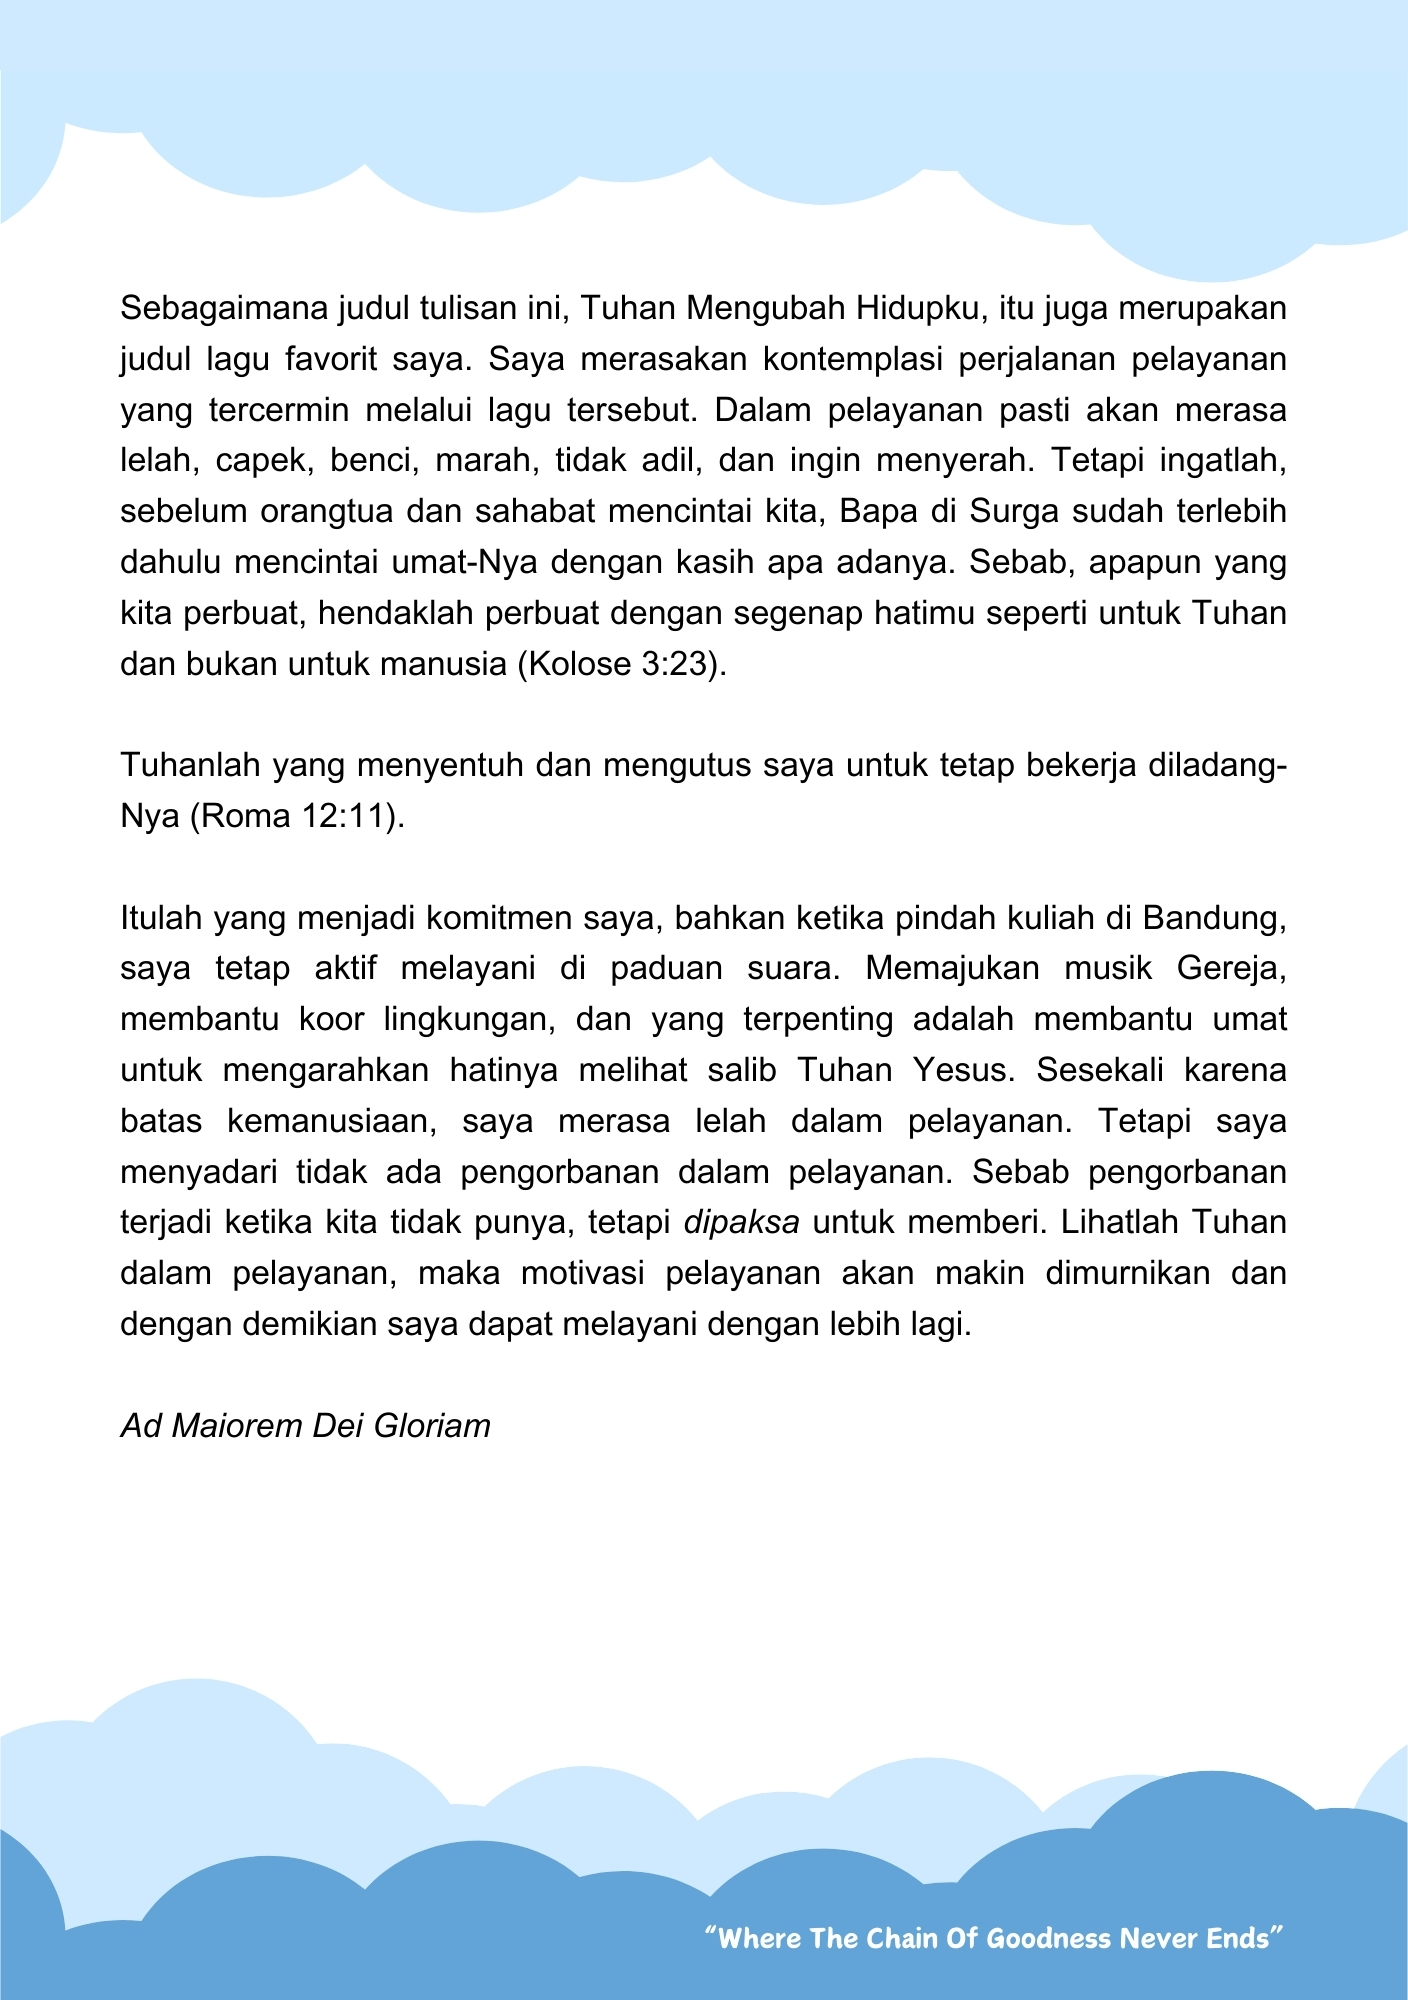 Sebagaimana judul tulisan ini, Tuhan Mengubah Hidupku, itu juga merupakan
judul lagu favorit saya. Saya merasakan kontemplasi perjalanan pelayanan
yang tercermin melalui lagu tersebut. Dalam pelayanan pasti akan merasa
lelah, capek, benci, marah, tidak adil, dan ingin menyerah. Tetapi ingatlah,
sebelum orangtua dan sahabat mencintai kita, Bapa di Surga sudah terlebih
dahulu mencintai umat-Nya dengan kasih apa adanya. Sebab, apapun yang
kita perbuat, hendaklah perbuat dengan segenap hatimu seperti untuk Tuhan
dan bukan untuk manusia (Kolose 3:23).
Tuhanlah yang menyentuh dan mengutus saya untuk tetap bekerja diladang-
Nya (Roma 12:11).
Itulah yang menjadi komitmen saya, bahkan ketika pindah kuliah di Bandung,
saya tetap aktif melayani di paduan suara. Memajukan musik Gereja,
membantu koor lingkungan, dan yang terpenting adalah membantu umat
untuk mengarahkan hatinya melihat salib Tuhan Yesus. Sesekali karena
batas kemanusiaan, saya merasa lelah dalam pelayanan. Tetapi saya
menyadari tidak ada pengorbanan dalam pelayanan. Sebab pengorbanan
terjadi ketika kita tidak punya, tetapi dipaksa untuk memberi. Lihatlah Tuhan
dalam pelayanan, maka motivasi pelayanan akan makin dimurnikan dan
dengan demikian saya dapat melayani dengan lebih lagi.
Ad Maiorem Dei Gloriam
“Where The Chain Of Goodness Never Ends”